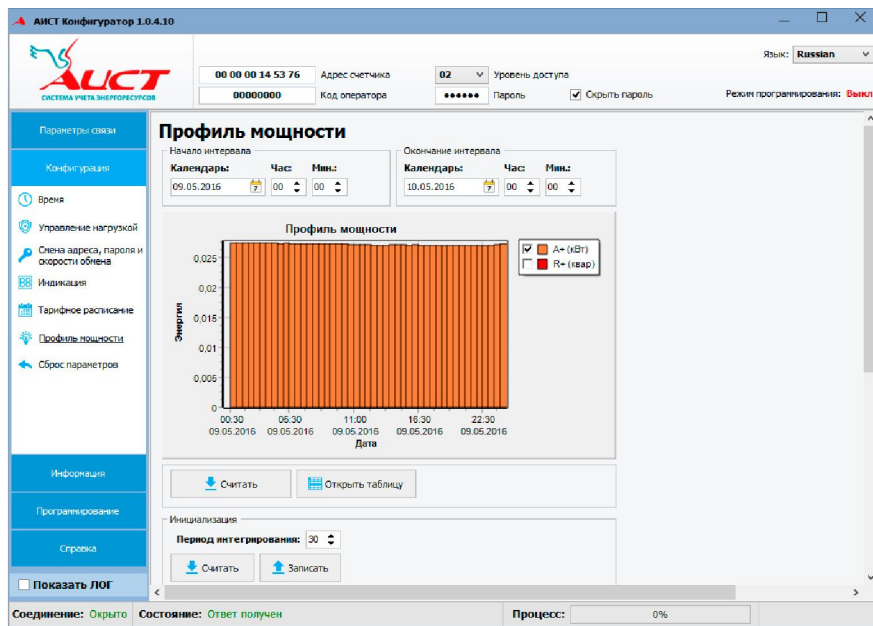 АИСТ Конфигуратор 1.0.4.10
АИСТ
СИСТЕМА УЧЕТА ЭНЕРГОРЕСУРСОВ
00 00 00 14 53 76 Адрес счетчика 02 Уровень доступа
00000000 Код оператора •••••• Пароль Скрыть пароль
Язык: Russian
Режим программирования: Выкл
Параметры связи
Конфигурация
Время
Управление нагрузкой
Смена адреса, пароля и
скорости обмена
Индикация
Тарифное расписание
Профиль мощности
Сброс параметров
Информация
Программирование
Справка
Показать ЛОГ
Профиль мощности
Начало интервала
Календарь: Час: Мин.:
09.05.2016 7 00 00
Окончание интервала
Календарь: Час: Мин.:
10.05.2016 7 00 00
Профиль мощности
Энергия
0,025
0,02
0,015
0,01
0,005
0
00:30 06:30 11:00 16:30 22:30
09.05.2016 09.05.2016 09.05.2016 09.05.2016 09.05.2016
Дата
A+ (кВт)
R+ (квар)
Считать Открыть таблицу
Инициализация
Период интегрирования: 30
Считать Записать
Соединение: Окрыто Состояние: Ответ получен Процесс: 0%